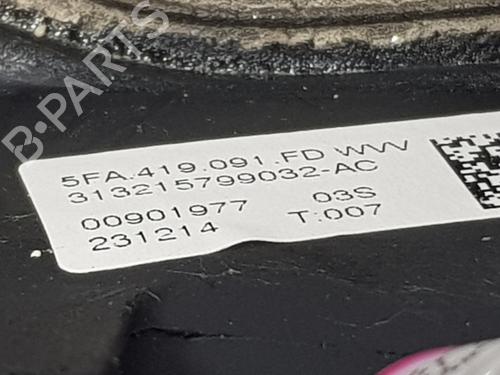 B-PARTS
5FA.419.091.FD WVV
313215799032-AC
00901977 03S
231214 T:007